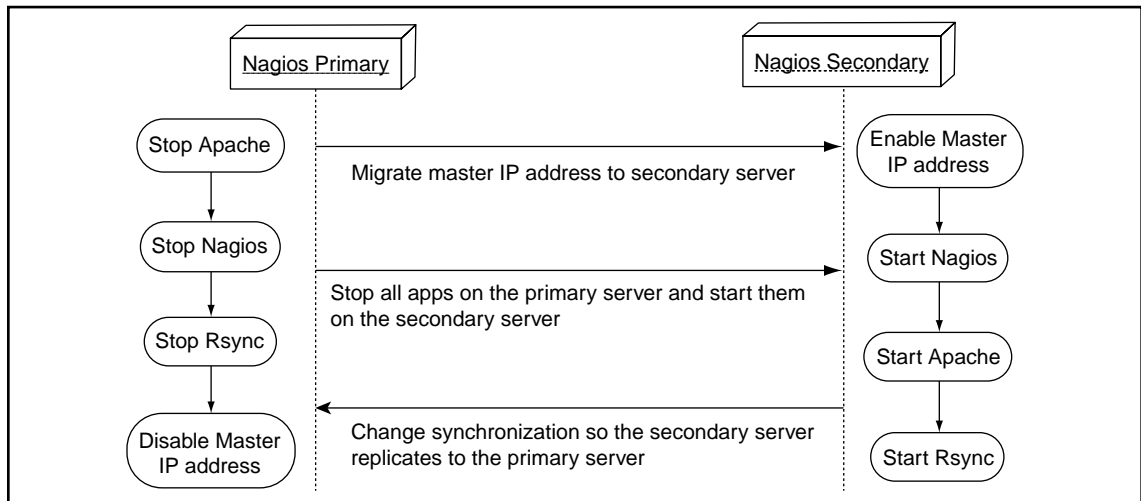 Nagios Primary
Nagios Secondary
Stop Apache
Stop Nagios
Stop Rsync
Disable Master
IP address
Migrate master IP address to secondary server
Stop all apps on the primary server and start them
on the secondary server
Change synchronization so the secondary server
replicates to the primary server
Enable Master
IP address
Start Nagios
Start Apache
Start Rsync